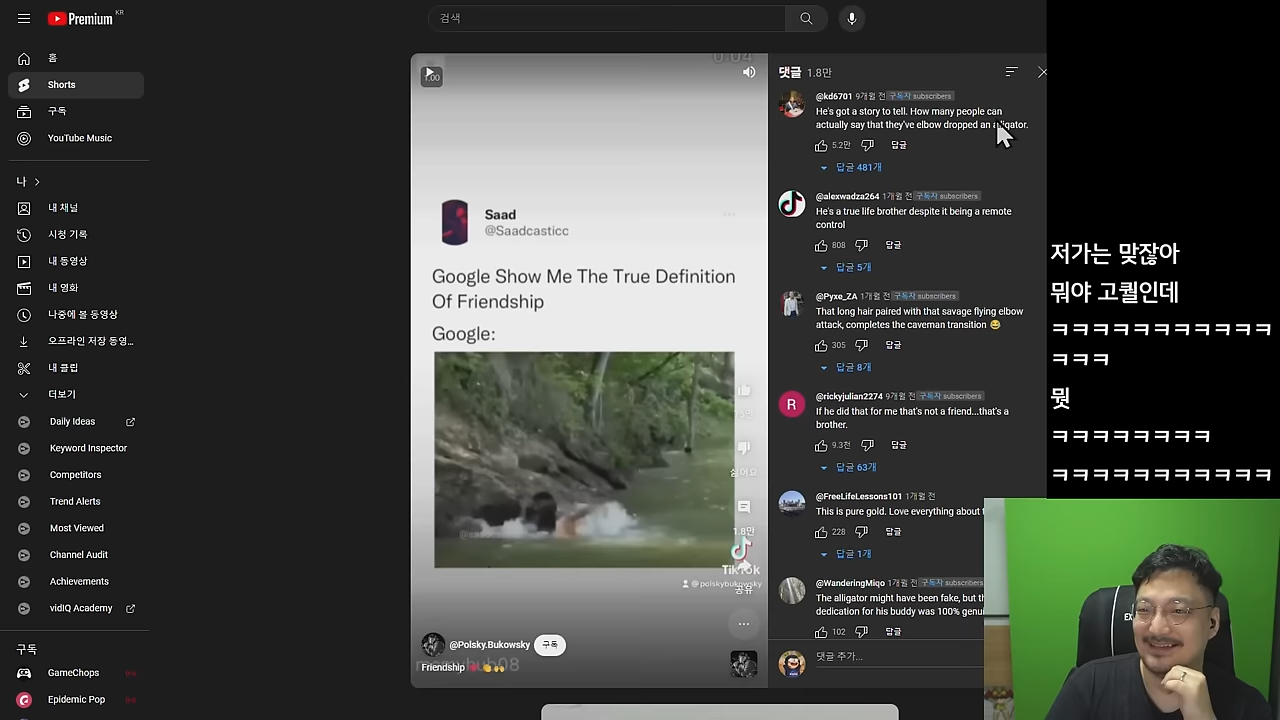 Premium KR
검색
홈
Shorts
구독
YouTube Music
나
내 채널
시청 기록
내 동영상
내 영화
나중에 볼 동영상
오프라인 저장 동영...
내 클립
더보기
Daily Ideas
Keyword Inspector
Competitors
Trend Alerts
Most Viewed
Channel Audit
Achievements
vidIQ Academy
구독
GameChops
Epidemic Pop
1.00
0:04
Saad
@Saadcasticc
Google Show Me The True Definition
Of Friendship
Google:
싫어요
1.8만
TikTok
@polskybukowsky
공유
@Polsky.Bukowsky 구독
Friendship
댓글 1.8만
@kd6701 9개월 전 구독자 subscribers
He's got a story to tell. How many people can
actually say that they've elbow dropped an alligator.
5.2만 답글
답글 481개
@alexwadza264 1개월 전 구독자 subscribers
He's a true life brother despite it being a remote
control
808 답글
답글 5개
@Pyxe_ZA 1개월 전 구독자 subscribers
That long hair paired with that savage flying elbow
attack, completes the caveman transition 😂
305 답글
답글 8개
R
@rickyjulian2274 9개월 전 구독자 subscribers
If he did that for me that's not a friend...that's a
brother.
9.3천 답글
답글 63개
@FreeLifeLessons101 1개월 전
This is pure gold. Love everything about
228 답글
답글 1개
@WanderingMiqo 1개월 전 구독자 subscribers
The alligator might have been fake, but
dedication for his buddy was 100%
102 답글
댓글 추가...
저가는 맞잖아
뭐야 고퀄인데
ㅋㅋㅋㅋㅋㅋㅋㅋㅋㅋㅋ
ㅋㅋㅋ
뭣
ㅋㅋㅋㅋㅋㅋㅋㅋ
ㅋㅋㅋㅋㅋㅋㅋㅋㅋㅋㅋ